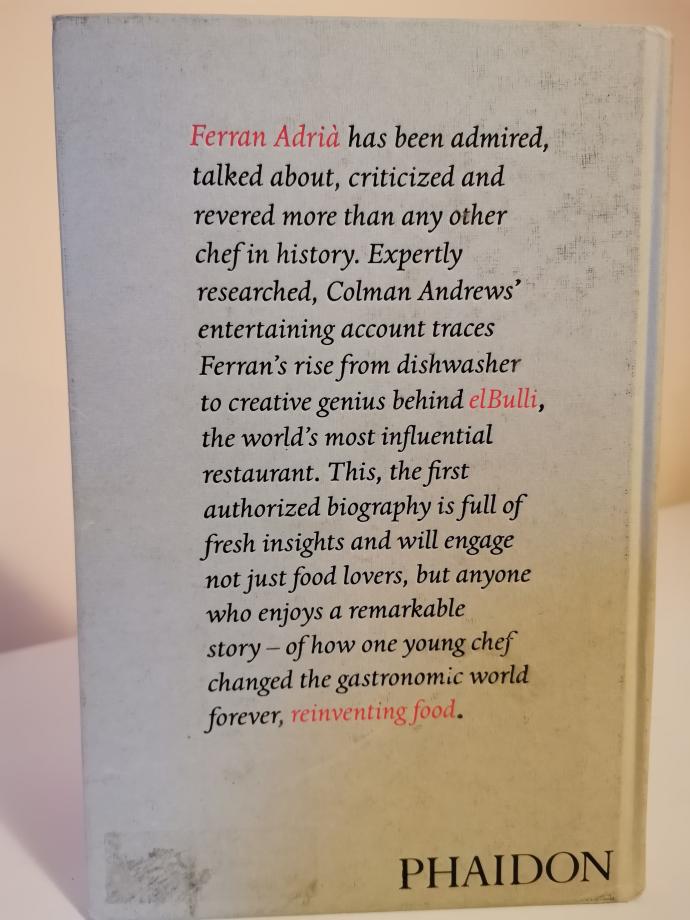 Ferran Adrià has been admired,
talked about, criticized and
revered more than any other
chef in history. Expertly
researched, Colman Andrews’
entertaining account traces
Ferran’s rise from dishwasher
to creative genius behind elBulli,
the world’s most influential
restaurant. This, the first
authorized biography is full of
fresh insights and will engage
not just food lovers, but anyone
who enjoys a remarkable
story – of how one young chef
changed the gastronomic world
forever, reinventing food.
PHAIDON